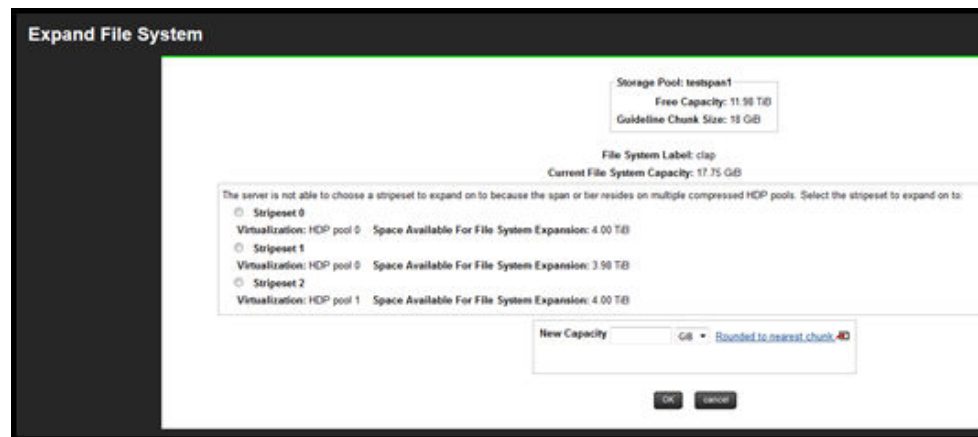 Expand File System
Storage Pool: testspan1
Free Capacity: 11.98 TiB
Guideline Chunk Size: 18 GiB
File System Label: clap
Current File System Capacity: 17.75 GiB
The server is not able to choose a stripeset to expand on to because the span or tier resides on multiple compressed HDP pools. Select the stripeset to expand on to:
Stripeset 0
Virtualization: HDP pool 0 Space Available For File System Expansion: 4.00 TiB
Stripeset 1
Virtualization: HDP pool 0 Space Available For File System Expansion: 3.98 TiB
Stripeset 2
Virtualization: HDP pool 1 Space Available For File System Expansion: 4.00 TiB
New Capacity GiB Rounded to nearest chunk
OK cancel